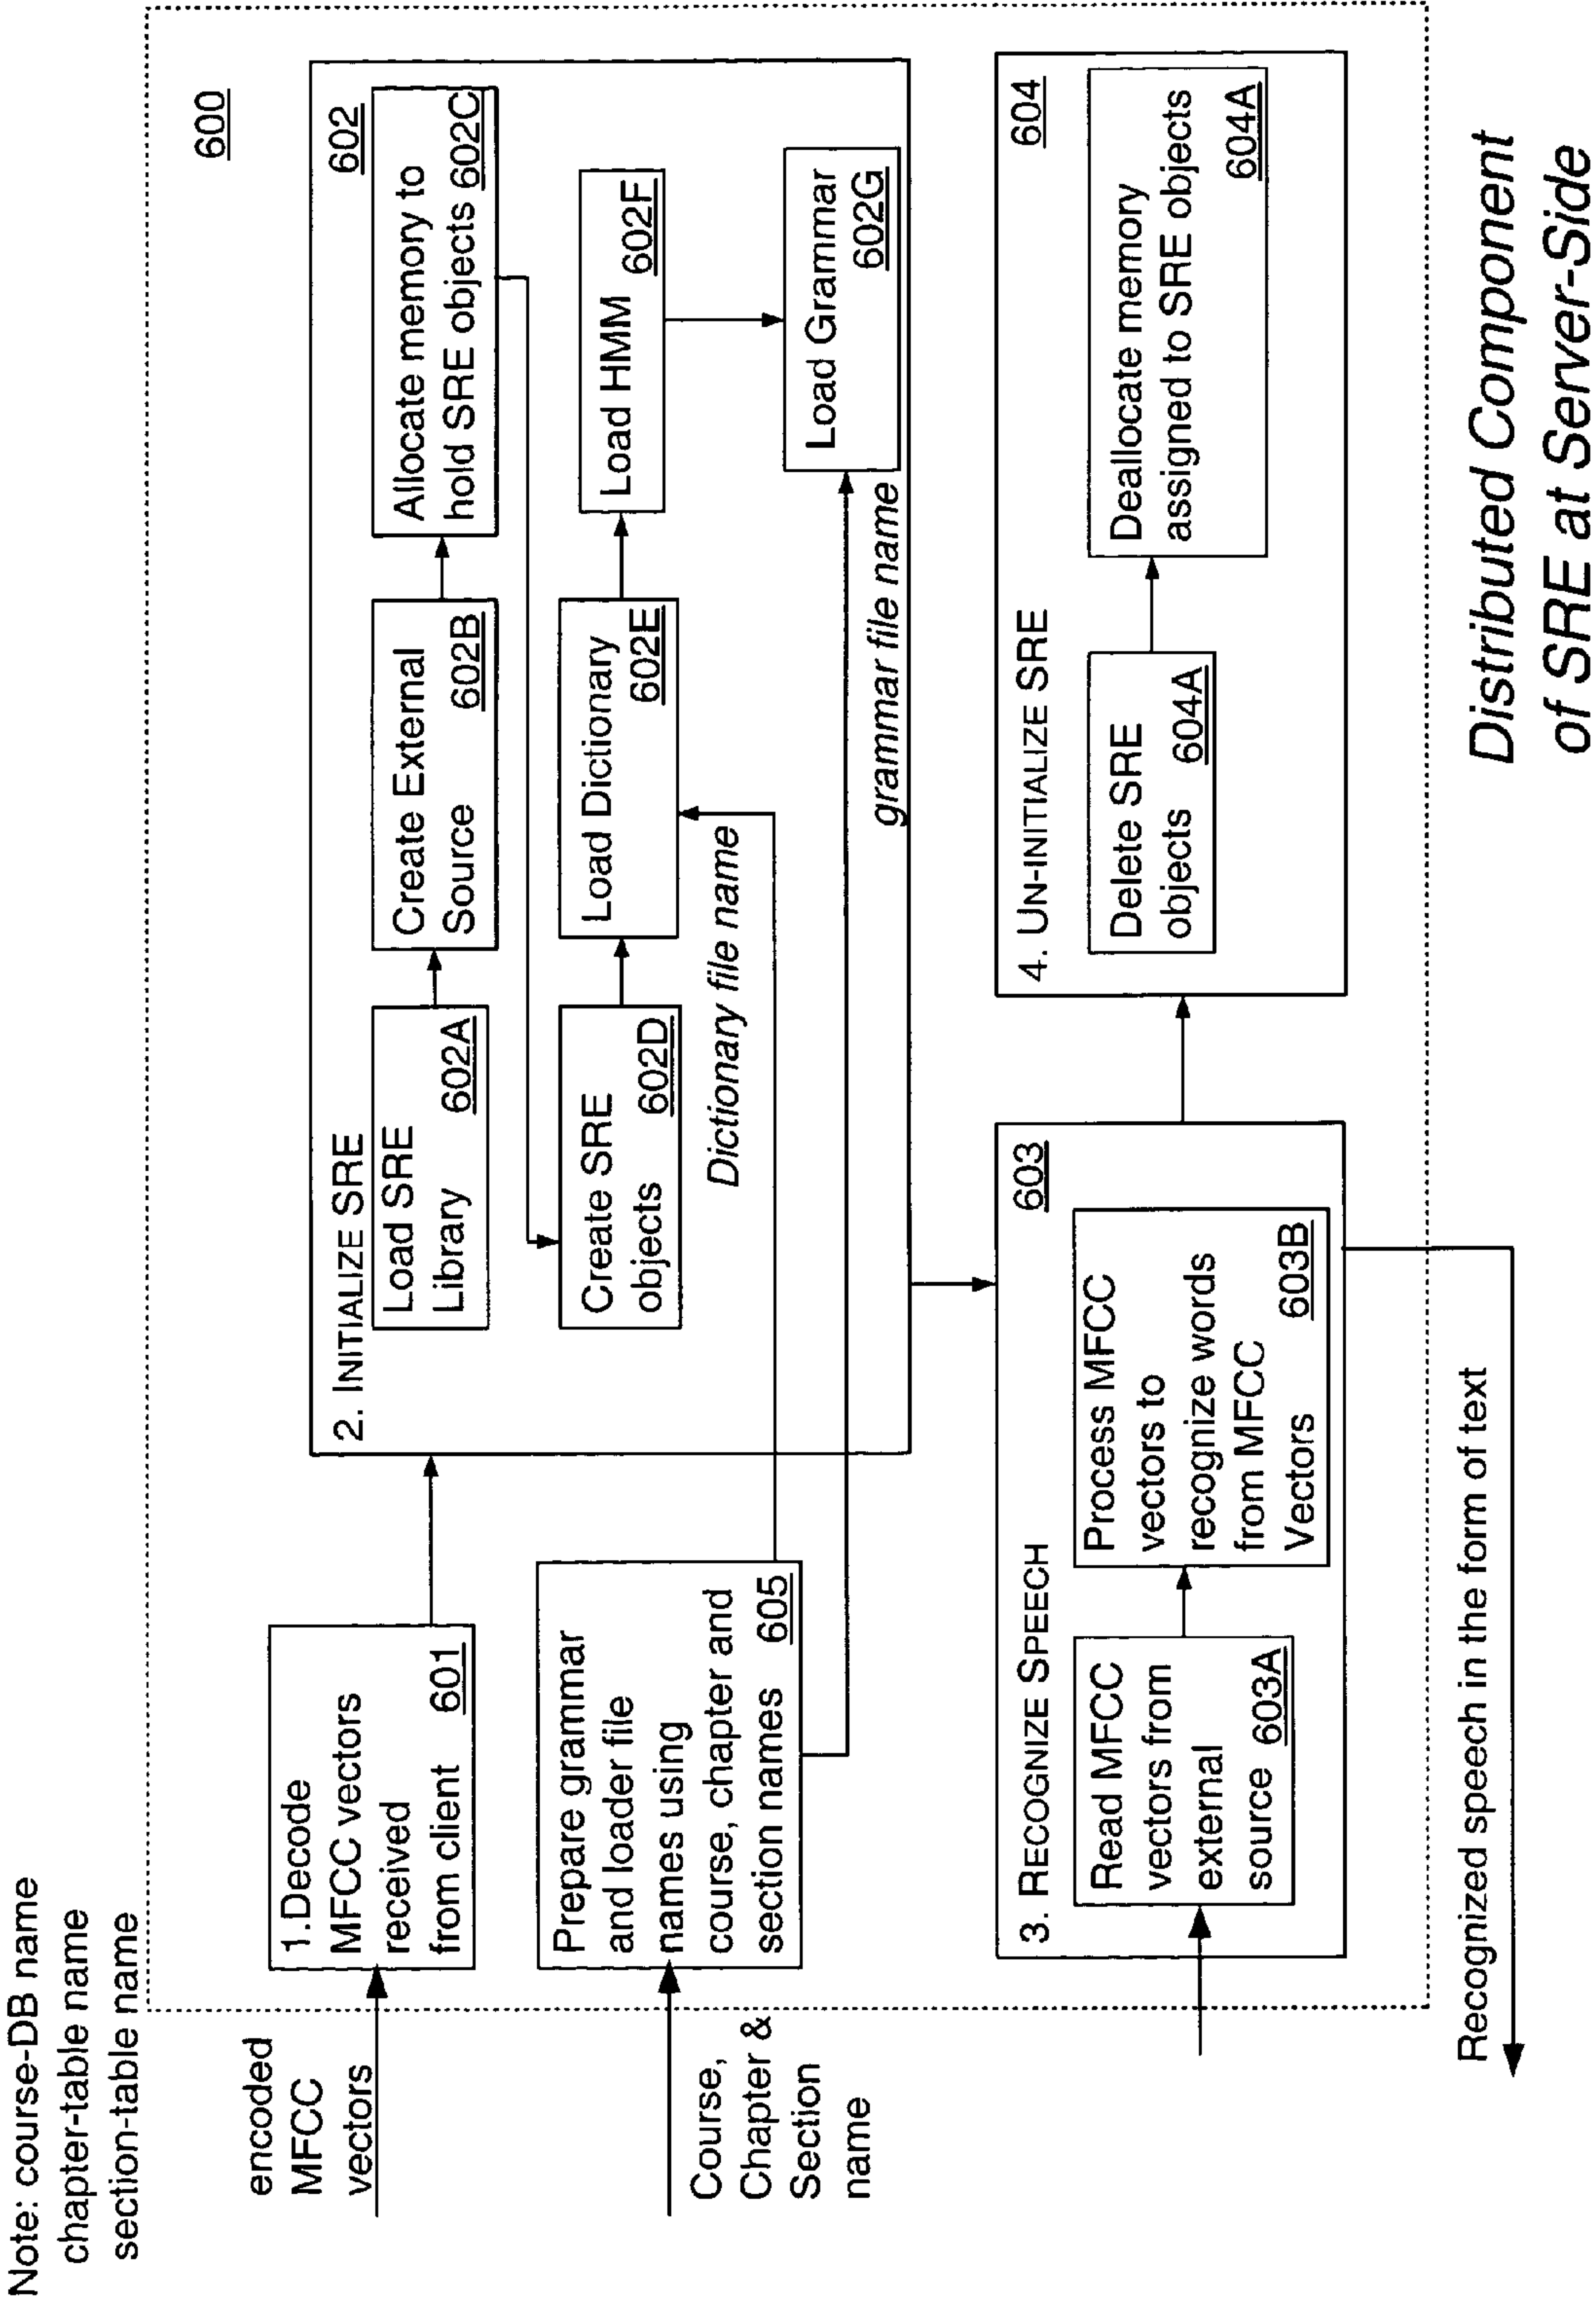 Note: course-DB name
chapter-table name
section-table name
600
encoded
MFCC
vectors
1.Decode
MFCC vectors
received
from client 601
2. INITIALIZE SRE
602
Load SRE
Library 602A
Create External
Source 602B
Allocate memory to
hold SRE objects 602C
Create SRE
objects 602D
Load Dictionary
602E
Load HMM
602F
Load Grammar
602G
Dictionary file name
grammar file name
Course,
Chapter &
Section
name
Prepare grammar
and loader file
names using
course, chapter and
section names 605
3. RECOGNIZE SPEECH
603
Read MFCC
vectors from
external
source 603A
Process MFCC
vectors to
recognize words
from MFCC
Vectors 603B
4. UN-INITIALIZE SRE
604
Delete SRE
objects 604A
Deallocate memory
assigned to SRE objects
604A
Recognized speech in the form of text
Distributed Component
of SRE at Server-Side